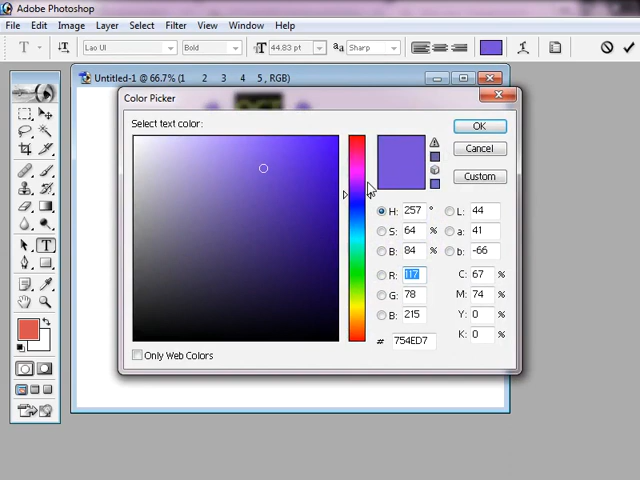 Adobe Photoshop
File Edit Image Layer Select Filter View Window Help
T T Lao UI Bold T 44.83 pt aa Sharp
Untitled-1 @ 66.7% (1 2 3 4 5 , RGB)
Color Picker
Select text color:
OK
Cancel
Custom
H: 257 °
S: 64 %
B: 84 %
R: 117
G: 78
B: 215
# 754ED7
L: 44
a: 41
b: -66
C: 67 %
M: 74 %
Y: 0 %
K: 0 %
Only Web Colors
T